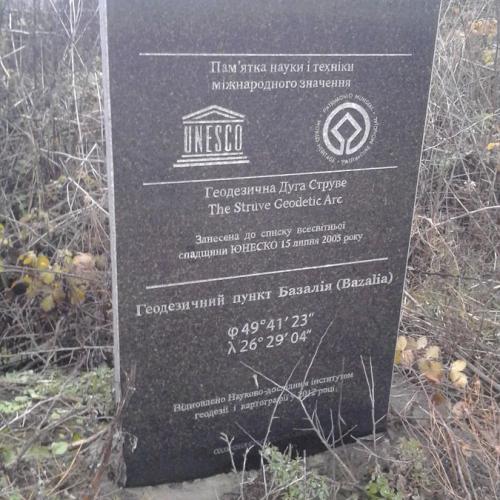 Пам'ятка науки і техніки
міжнародного значення
UNESCO
Геодезична Дуга Струве
The Struve Geodetic Arc
Занесена до списку всесвітньої
спадщини ЮНЕСКО 15 липня 2005 року
Геодезичний пункт Базалія (Bazalia)
φ 49°41'23"
λ 26°29'04"
Відновлено Науково-дослідним інститутом
геодезії і картографії у 2012 році.